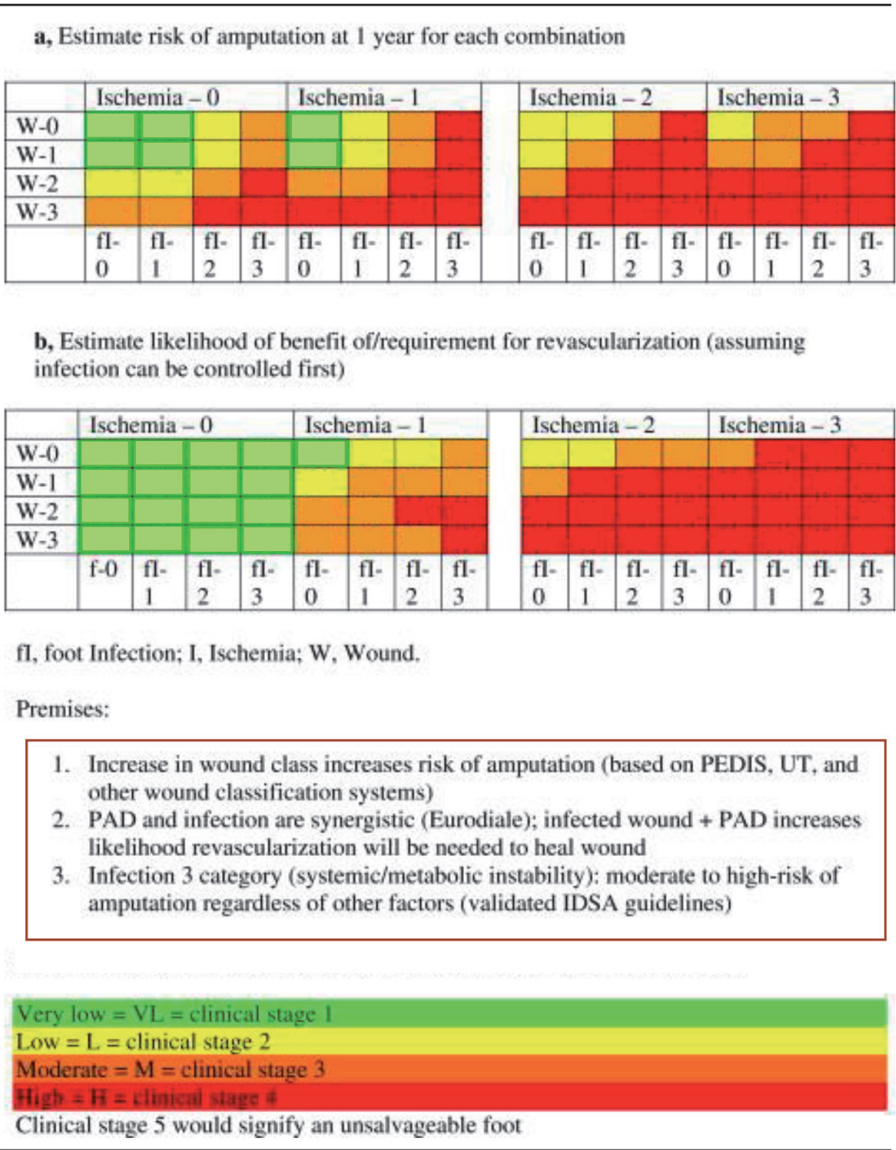 a, Estimate risk of amputation at 1 year for each combination
Ischemia – 0 Ischemia – 1 Ischemia – 2 Ischemia – 3
W-0
W-1
W-2
W-3
fI- fI- fI- fI- fI- fI- fI- fI- fI- fI- fI- fI- fI- fI- fI- fI-
0 1 2 3 0 1 2 3 0 1 2 3 0 1 2 3
b, Estimate likelihood of benefit of/requirement for revascularization (assuming
infection can be controlled first)
Ischemia – 0 Ischemia – 1 Ischemia – 2 Ischemia – 3
W-0
W-1
W-2
W-3
f-0 fI- fI- fI- fI- fI- fI- fI- fI- fI- fI- fI- fI- fI- fI- fI-
1 2 3 0 1 2 3 0 1 2 3 0 1 2 3
fI, foot Infection; I, Ischemia; W, Wound.
Premises:
1. Increase in wound class increases risk of amputation (based on PEDIS, UT, and
other wound classification systems)
2. PAD and infection are synergistic (Eurodiale); infected wound + PAD increases
likelihood revascularization will be needed to heal wound
3. Infection 3 category (systemic/metabolic instability): moderate to high-risk of
amputation regardless of other factors (validated IDSA guidelines)
Very low = VL = clinical stage 1
Low = L = clinical stage 2
Moderate = M = clinical stage 3
High = H = clinical stage 4
Clinical stage 5 would signify an unsalvageable foot